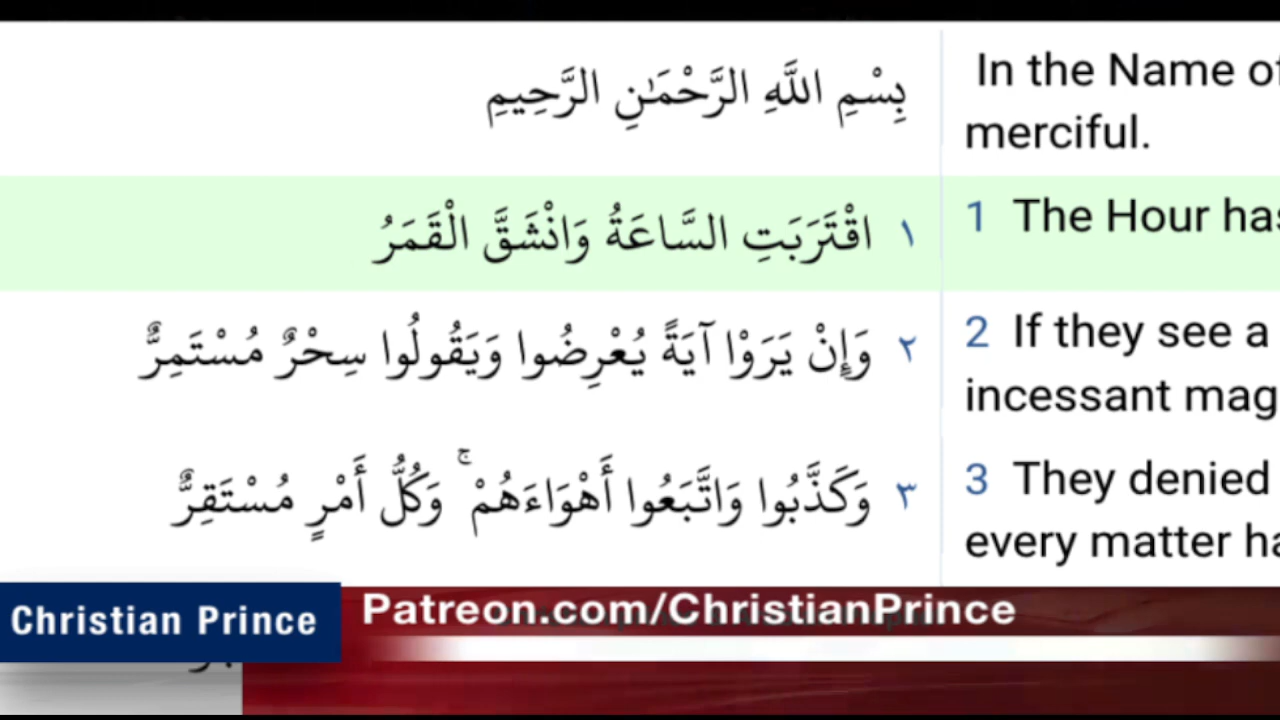 بِسْمِ اللَّهِ الرَّحْمَٰنِ الرَّحِيمِ
In the Name of
merciful.
١ اقْتَرَبَتِ السَّاعَةُ وَانْشَقَّ الْقَمَرُ
1 The Hour has
٢ وَإِنْ يَرَوْا آيَةً يُعْرِضُوا وَيَقُولُوا سِحْرٌ مُسْتَمِرٌّ
2 If they see a
incessant mag
٣ وَكَذَّبُوا وَاتَّبَعُوا أَهْوَاءَهُمْ ۚ وَكُلُّ أَمْرٍ مُسْتَقِرٌّ
3 They denied
every matter ha
Christian Prince
Patreon.com/ChristianPrince